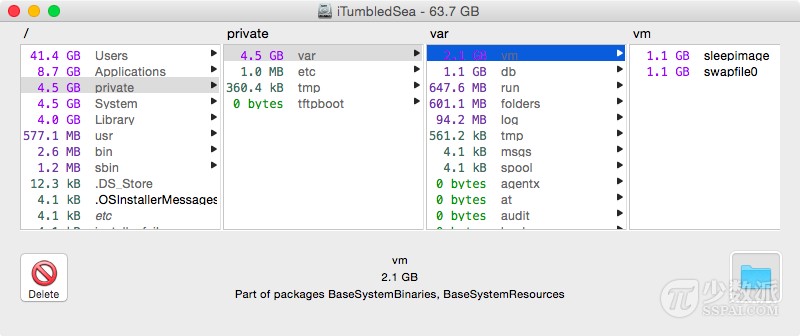 iTumbledSea - 63.7 GB
/
41.4 GB Users
8.7 GB Applications
4.5 GB private
4.5 GB System
4.0 GB Library
577.1 MB usr
2.6 MB bin
1.2 MB sbin
12.3 kB .DS_Store
4.1 kB .OSInstallerMessages
4.1 kB etc
private
4.5 GB var
1.0 MB etc
360.4 kB tmp
0 bytes tftpboot
var
2.1 GB vm
1.1 GB db
647.6 MB run
601.1 MB folders
94.2 MB log
561.2 kB tmp
4.1 kB msgs
4.1 kB spool
0 bytes agentx
0 bytes at
0 bytes audit
vm
1.1 GB sleepimage
1.1 GB swapfile0
Delete
vm
2.1 GB
Part of packages BaseSystemBinaries, BaseSystemResources
π 少数派
SSPAI.COM